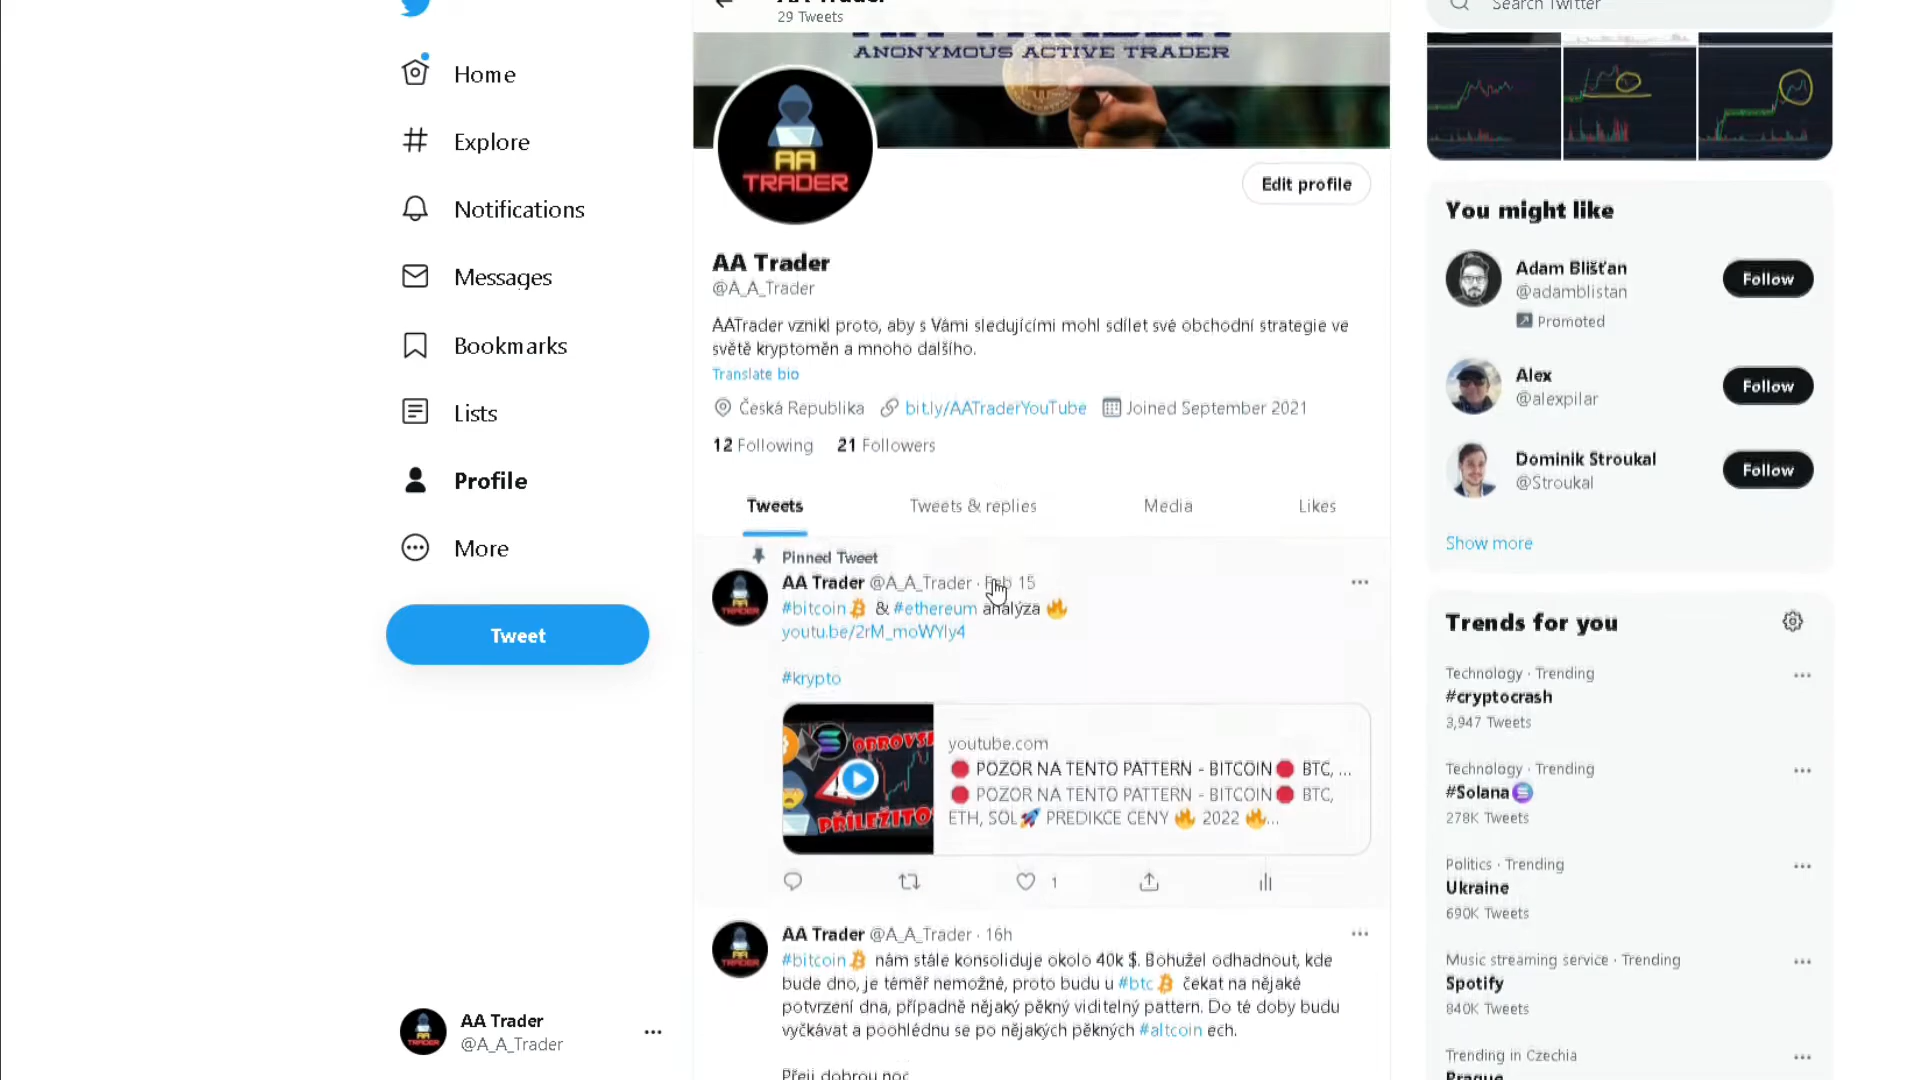 AA Trader
29 Tweets
Search Twitter
AA TRADER
ANONYMOUS ACTIVE TRADER
Home
Explore
Notifications
Messages
Bookmarks
Lists
Profile
More
Tweet
AA
TRADER
Edit profile
AA Trader
@A_A_Trader
AATrader vznikl proto, aby s Vámi sledujícími mohl sdílet své obchodní strategie ve
světě kryptoměn a mnoho dalšího.
Translate bio
Česká Republika bit.ly/AATraderYouTube Joined September 2021
12 Following 21 Followers
Tweets Tweets & replies Media Likes
Pinned Tweet
AA Trader @A_A_Trader · Feb 15
#bitcoin & #ethereum analýza 🔥
youtu.be/2rM_moWYly4
#krypto
OBROVSK
PŘÍLEŽITO
youtube.com
🔴 POZOR NA TENTO PATTERN - BITCOIN🔴 BTC, ...
🔴 POZOR NA TENTO PATTERN - BITCOIN🔴 BTC,
ETH, SOL🚀 PREDIKCE CENY 🔥 2022 🔥...
1
AA Trader @A_A_Trader · 16h
#bitcoin nám stále konsoliduje okolo 40k $. Bohužel odhadnout, kde
bude dno, je téměř nemožné, proto budu u #btc čekat na nějaké
potvrzení dna, případně nějaký pěkný viditelný pattern. Do té doby budu
vyčkávat a poohlédnu se po nějakých pěkných #altcoin ech.
Přeji dobrou noc
AA Trader
@A_A_Trader
You might like
Adam Blišťan
@adamblistan
Promoted
Follow
Alex
@alexpilar
Follow
Dominik Stroukal
@Stroukal
Follow
Show more
Trends for you
Technology · Trending
#cryptocrash
3,947 Tweets
Technology · Trending
#Solana
278K Tweets
Politics · Trending
Ukraine
690K Tweets
Music streaming service · Trending
Spotify
840K Tweets
Trending in Czechia
Prague